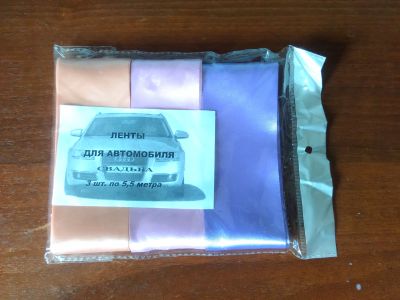 ЛЕНТЫ
ДЛЯ АВТОМОБИЛЯ
СВАДЬБА
3 шт. по 5,5 метра